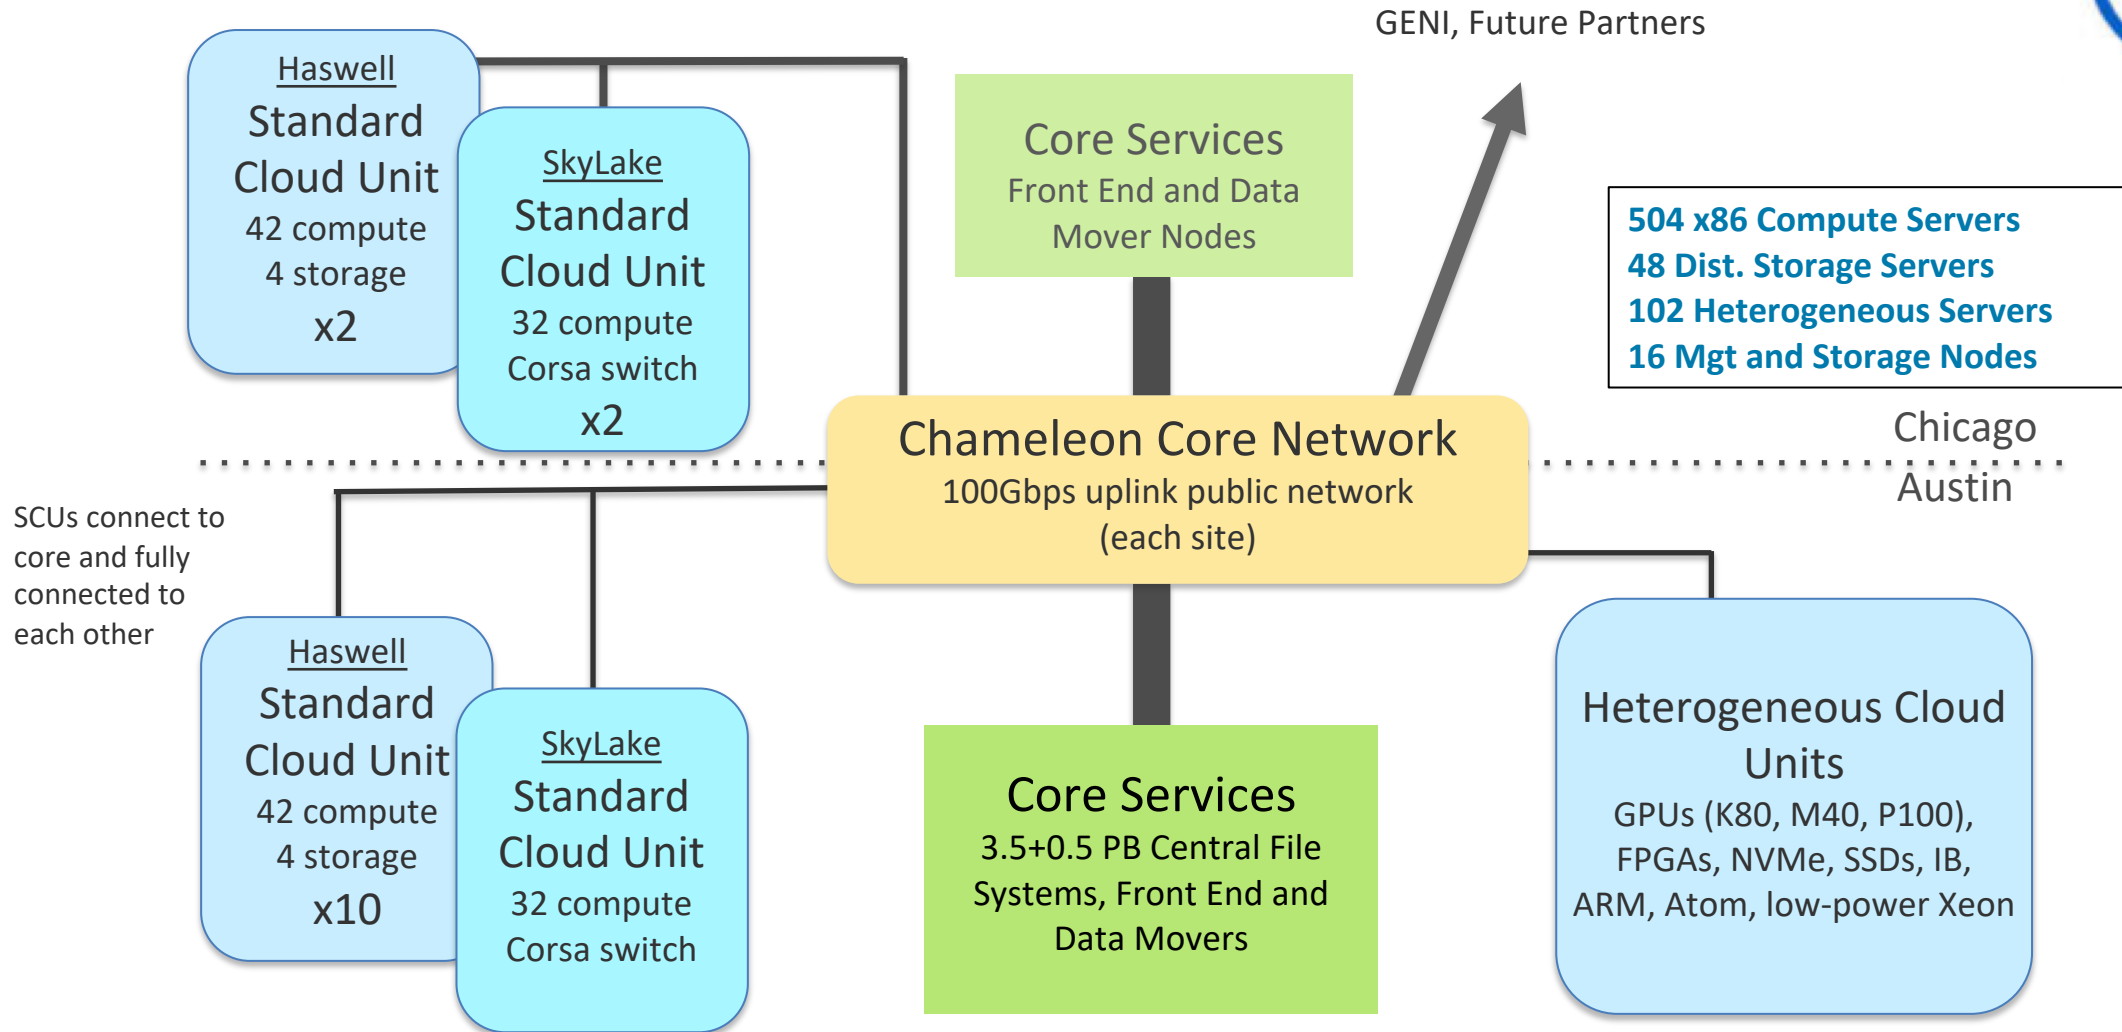 GENI, Future Partners
Haswell
Standard
Cloud Unit
42 compute
4 storage
x2
SkyLake
Standard
Cloud Unit
32 compute
Corsa switch
x2
Core Services
Front End and Data
Mover Nodes
504 x86 Compute Servers
48 Dist. Storage Servers
102 Heterogeneous Servers
16 Mgt and Storage Nodes
Chicago
Austin
Chameleon Core Network
100Gbps uplink public network
(each site)
SCUs connect to
core and fully
connected to
each other
Haswell
Standard
Cloud Unit
42 compute
4 storage
x10
SkyLake
Standard
Cloud Unit
32 compute
Corsa switch
Core Services
3.5+0.5 PB Central File
Systems, Front End and
Data Movers
Heterogeneous Cloud
Units
GPUs (K80, M40, P100),
FPGAs, NVMe, SSDs, IB,
ARM, Atom, low-power Xeon